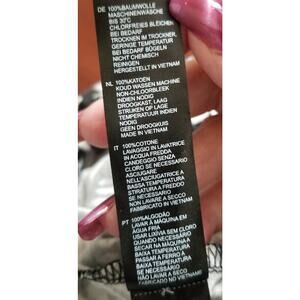 DE 100%BAUMWOLLE
MASCHINENWÄSCHE
BIS 30°C
CHLORFREIES BLEICHEN
BEI BEDARF
TROCKNEN IM TROCKNER,
GERINGE TEMPERATUR
BEI BEDARF BÜGELN
NICHT CHEMISCH
REINIGEN
HERGESTELLT IN VIETNAM
NL 100%KATOEN
KOUD WASSEN MACHINE
NON-CHLOORBLEEK
INDIEN NODIG
DROOGKAST, LAAG
STRIJKEN OP LAGE
TEMPERATUUR INDIEN
NODIG
GEEN DROOGKUIS
MADE IN VIETNAM
IT 100%COTONE
LAVAGGIO IN LAVATRICE
IN ACQUA FREDDA
CANDEGGIO SENZA
CLORO SE NECESSARIO
ASCIUGARE
NELL'ASCIUGATRICE A
BASSA TEMPERATURA
STIRATURA A FREDDO
SE NECESSARIO
NON LAVARE A SECCO
FABBRICATO IN VIETNAM
PT 100%ALGODÃO
LAVAR À MÁQUINA EM
ÁGUA FRIA
USAR LIXÍVIA SEM CLORO
QUANDO NECESSÁRIO
SECAR NA MÁQUINA A
BAIXA TEMPERATURA
PASSAR A FERRO A
BAIXA TEMPERATURA
SE NECESSÁRIO
NÃO LAVAR A SECO
FABRICADO NO VIETNAME